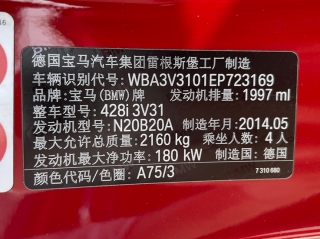 德国宝马汽车集团雷根斯堡工厂制造
车辆识别代号: WBA3V3101EP723169
品牌: 宝马(BMW)牌 发动机排量: 1997 ml
整车型号: 428i 3V31
发动机型号: N20B20A 制造年月: 2014.05
最大允许总质量: 2160 kg 乘坐人数: 4人
发动机最大净功率: 180 kW 制造国: 德国
颜色代码/色圈: A75/3
7 310 680